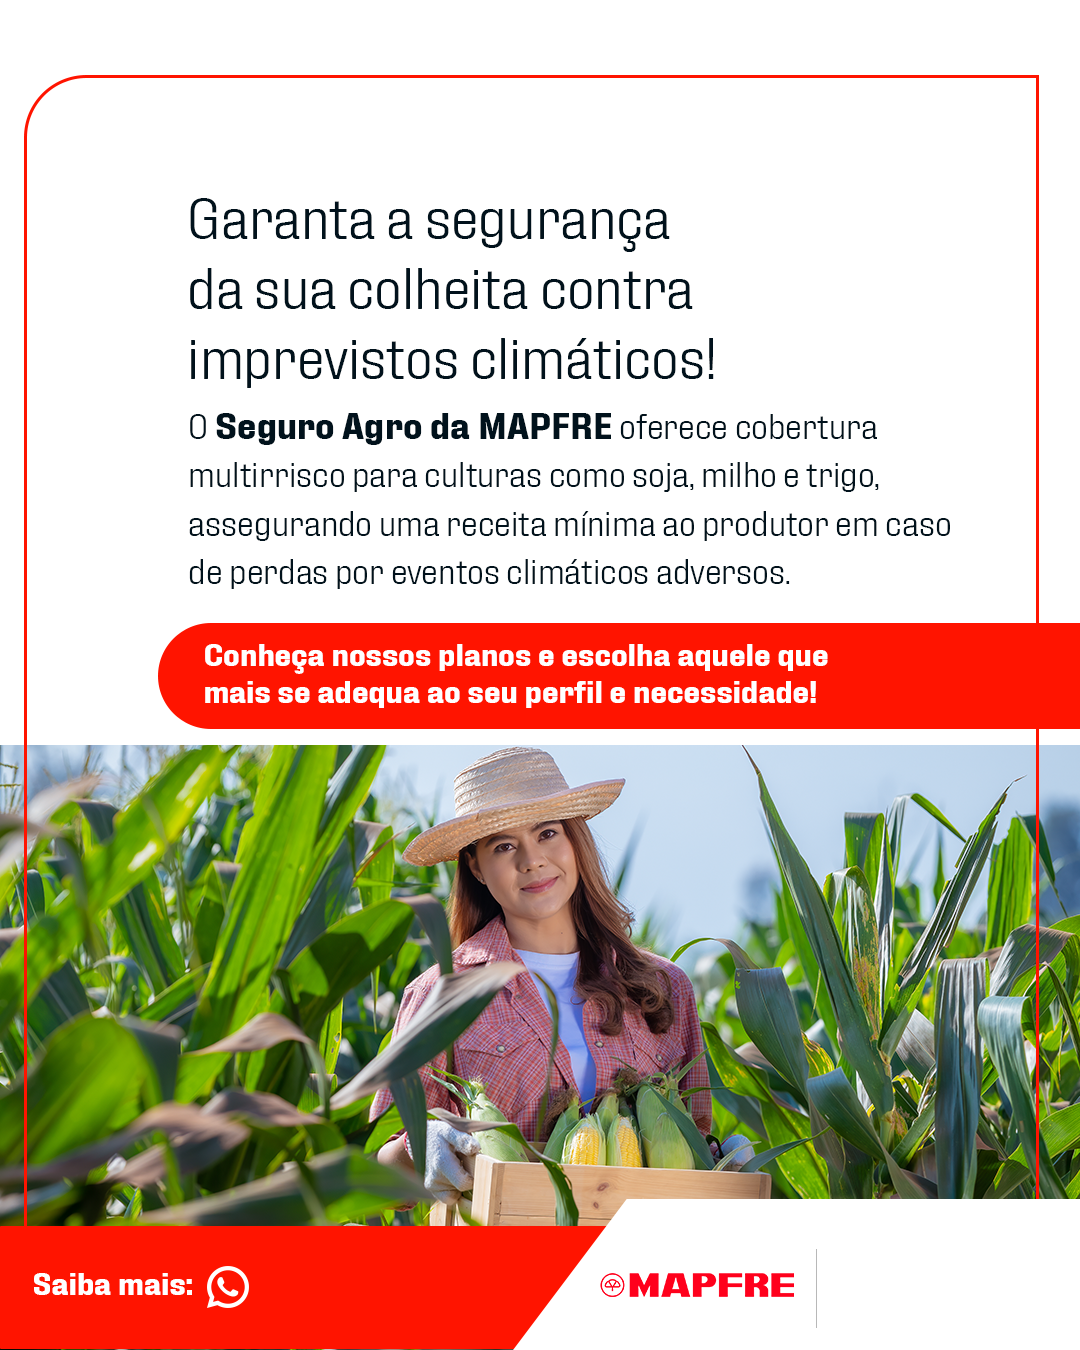 Garanta a segurança
da sua colheita contra
imprevistos climáticos!
O Seguro Agro da MAPFRE oferece cobertura
multirrisco para culturas como soja, milho e trigo,
assegurando uma receita mínima ao produtor em caso
de perdas por eventos climáticos adversos.
Conheça nossos planos e escolha aquele que
mais se adequa ao seu perfil e necessidade!
Saiba mais:
MAPFRE